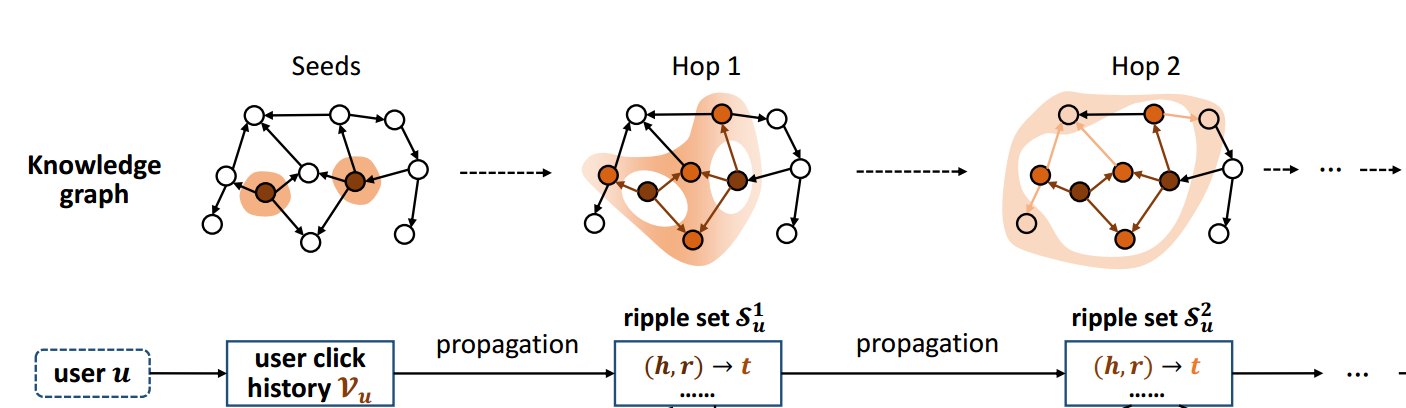 Seeds
Hop 1
Hop 2
Knowledge
graph
...
ripple set 𝒮ᵤ¹
ripple set 𝒮ᵤ²
user u
user click
history 𝒱ᵤ
propagation
(h, r) → t
......
propagation
(h, r) → t
......
...